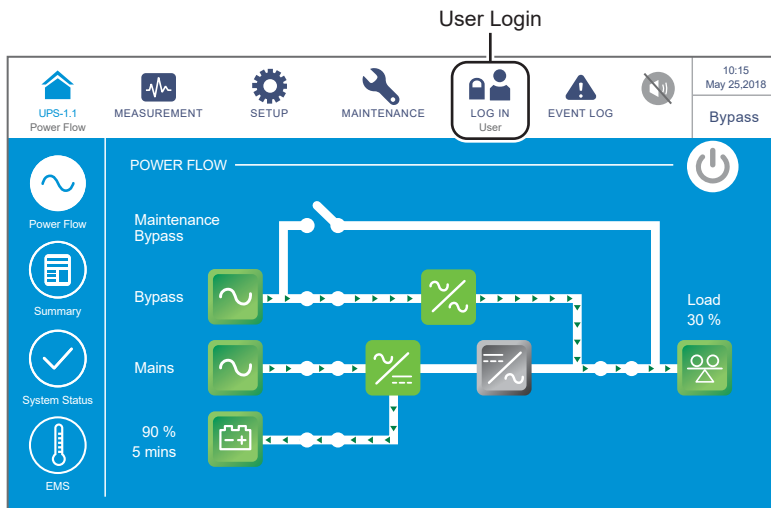 User Login
UPS-1.1
Power Flow
MEASUREMENT
SETUP
MAINTENANCE
LOG IN
User
EVENT LOG
10:15
May 25,2018
Bypass
POWER FLOW
Power Flow
Summary
System Status
EMS
Maintenance
Bypass
Bypass
Mains
90 %
5 mins
Load
30 %